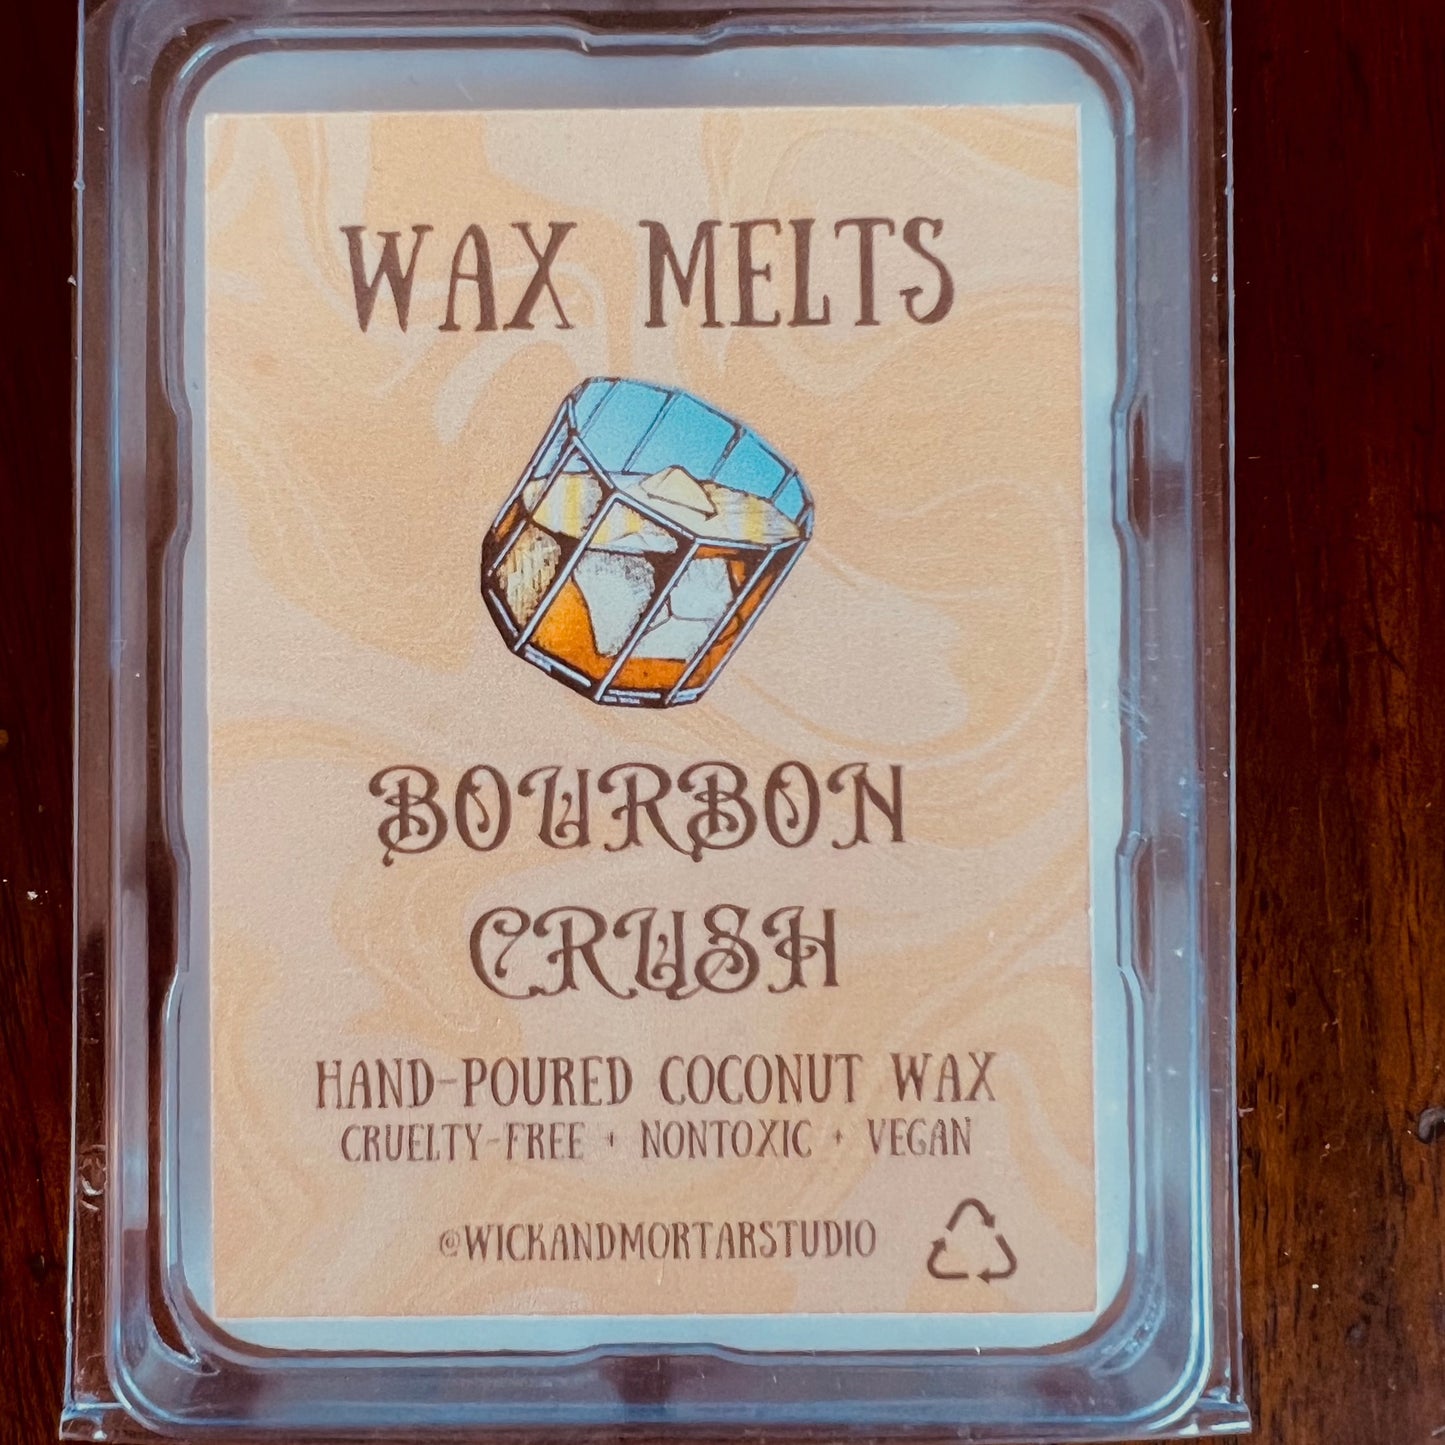 WAX MELTS
BOURBON
CRUSH
HAND-POURED COCONUT WAX
CRUELTY-FREE + NONTOXIC + VEGAN
@WICKANDMORTARSTUDIO